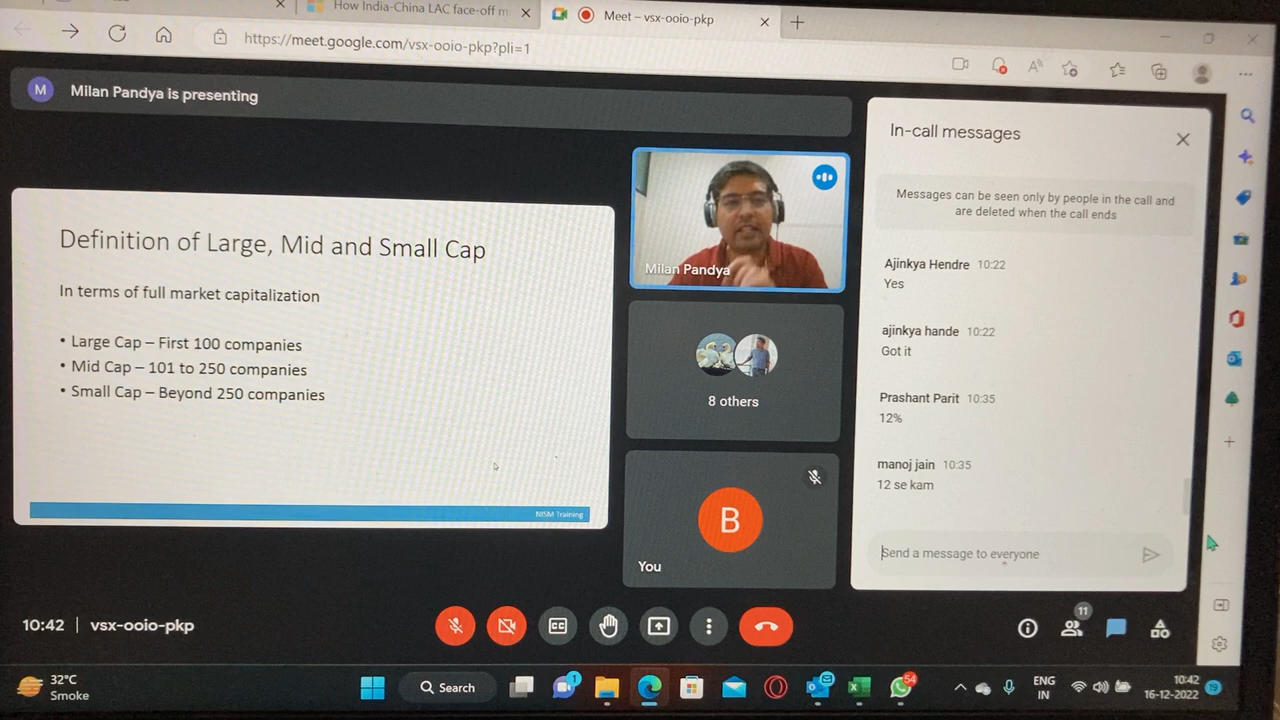 How India-China LAC face-off m
Meet – vsx-ooio-pkp
https://meet.google.com/vsx-ooio-pkp?pli=1
M
Milan Pandya is presenting
Definition of Large, Mid and Small Cap
In terms of full market capitalization
• Large Cap – First 100 companies
• Mid Cap – 101 to 250 companies
• Small Cap – Beyond 250 companies
NISM Training
Milan Pandya
8 others
B
You
In-call messages
Messages can be seen only by people in the call and
are deleted when the call ends
Ajinkya Hendre 10:22
Yes
ajinkya hande 10:22
Got it
Prashant Parit 10:35
12%
manoj jain 10:35
12 se kam
Send a message to everyone
10:42 | vsx-ooio-pkp
CC
11
32°C
Smoke
Search
1
54
ENG
IN
10:42
16-12-2022
19